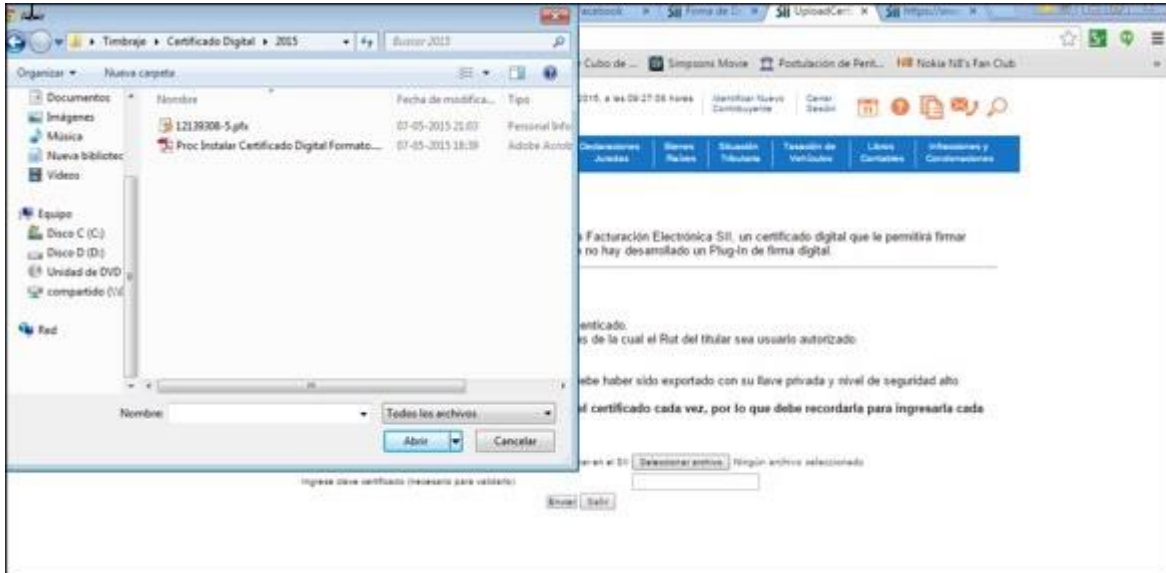 Abrir
Timbraje ▸ Certificado Digital ▸ 2015
Buscar 2015
Organizar
Nueva carpeta
Documentos
Imágenes
Música
Nueva bibliotec
Videos
Equipo
Disco C (C:)
Disco D (D:)
Unidad de DVD
compartido (\\
Red
Nombre
Fecha de modifica...
Tipo
12139308-5.pfx
07-05-2015 21:03
Personal Info
Proc Instalar Certificado Digital Formato....
07-05-2015 18:39
Adobe Acrob
Nombre:
Todos los archivos
Abrir
Cancelar
acebook
SII UploadCert
Cubo de ...
Simpsons Movie
Postulación de Perit...
Nokia N8's Fan Club
2015, a las 09:27:06 horas
Identificar Nuevo Contribuyente
Cerrar Sesión
Declaraciones Juradas
Bienes Raíces
Situación Tributaria
Tasación de Vehículos
Libros Contables
Infracciones y Condonaciones
Facturación Electrónica SII, un certificado digital que le permitirá firmar
no hay desarrollado un Plug-In de firma digital.
enticado.
s de la cual el Rut del titular sea usuario autorizado
ebe haber sido exportado con su llave privada y nivel de seguridad alto
el certificado cada vez, por lo que debe recordarla para ingresarla cada
en el SII
Seleccionar archivo
Ningún archivo seleccionado
Ingrese clave certificado (necesario para validarlo)
Enviar
Salir